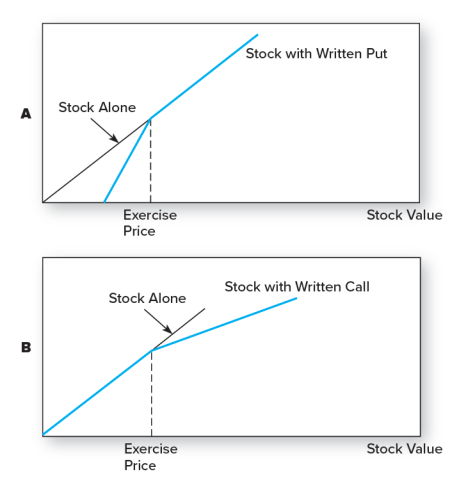 Stock with Written Put
A
Stock Alone
Exercise
Price
Stock Value
Stock with Written Call
Stock Alone
B
Exercise
Price
Stock Value